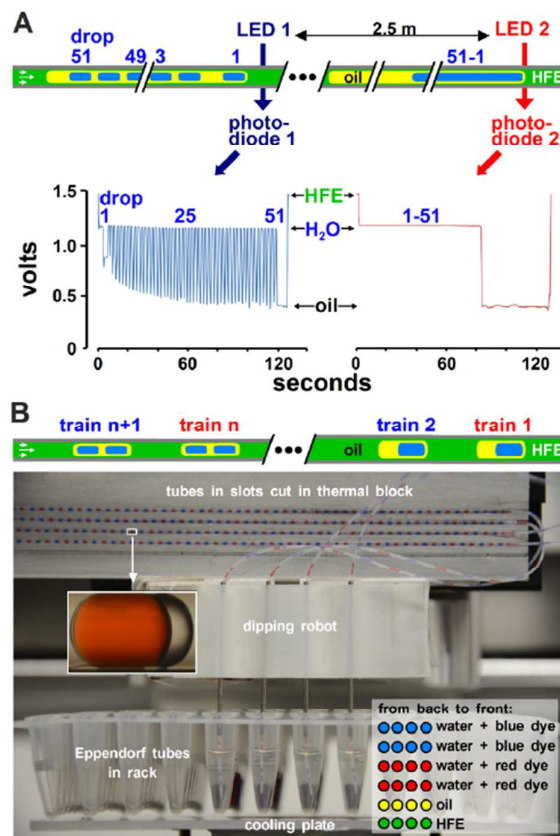 A
drop
51 49 3 1
LED 1
2.5 m
LED 2
51-1
oil
HFE
photo-
diode 1
photo-
diode 2
1.5
1.0
0.5
0
volts
drop
1 25 51
HFE
H₂O
oil
1-51
0 60 120
0 60 120
seconds
B
train n+1
train n
train 2
train 1
oil
HFE
tubes in slots cut in thermal block
dipping robot
Eppendorf tubes
in rack
cooling plate
from back to front:
water + blue dye
water + blue dye
water + red dye
water + red dye
oil
HFE